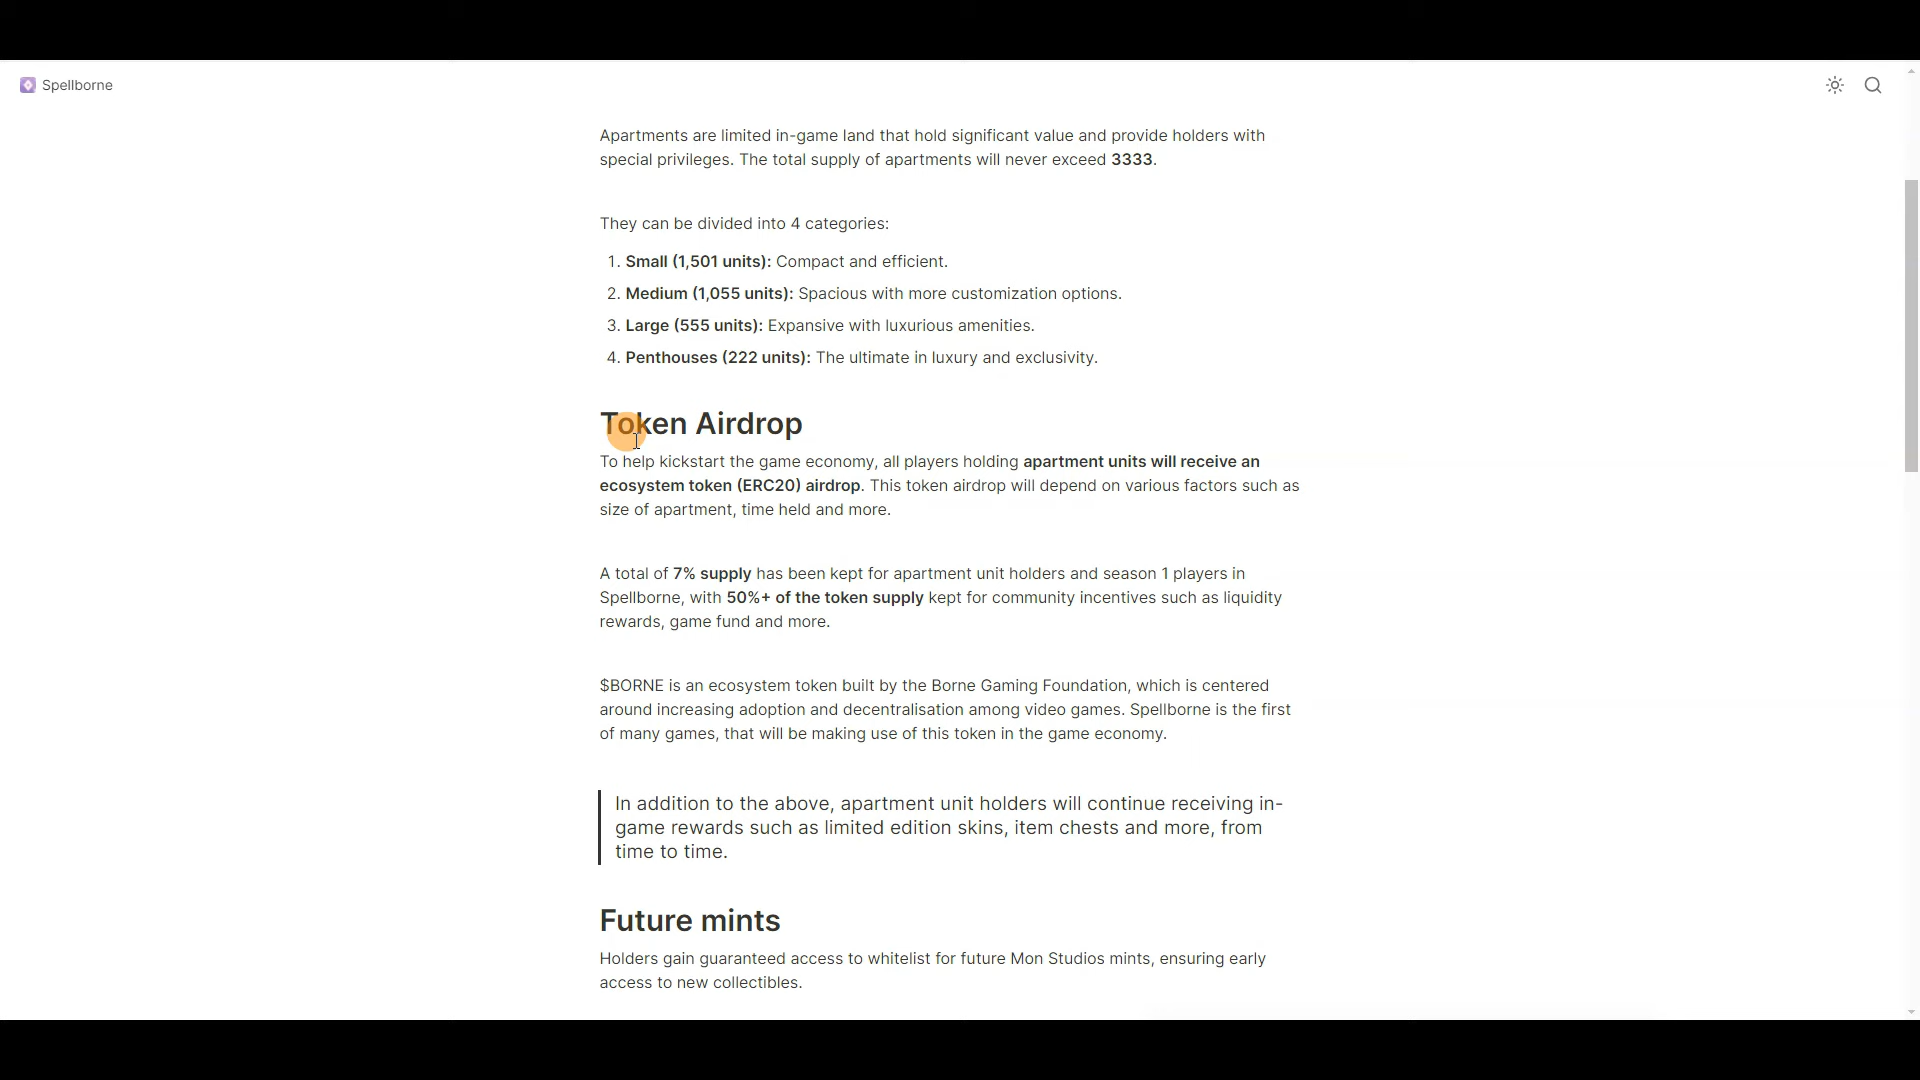 Spellborne
Apartments are limited in-game land that hold significant value and provide holders with
special privileges. The total supply of apartments will never exceed 3333.
They can be divided into 4 categories:
1. Small (1,501 units): Compact and efficient.
2. Medium (1,055 units): Spacious with more customization options.
3. Large (555 units): Expansive with luxurious amenities.
4. Penthouses (222 units): The ultimate in luxury and exclusivity.
Token Airdrop
To help kickstart the game economy, all players holding apartment units will receive an
ecosystem token (ERC20) airdrop. This token airdrop will depend on various factors such as
size of apartment, time held and more.
A total of 7% supply has been kept for apartment unit holders and season 1 players in
Spellborne, with 50%+ of the token supply kept for community incentives such as liquidity
rewards, game fund and more.
$BORNE is an ecosystem token built by the Borne Gaming Foundation, which is centered
around increasing adoption and decentralisation among video games. Spellborne is the first
of many games, that will be making use of this token in the game economy.
In addition to the above, apartment unit holders will continue receiving in-
game rewards such as limited edition skins, item chests and more, from
time to time.
Future mints
Holders gain guaranteed access to whitelist for future Mon Studios mints, ensuring early
access to new collectibles.